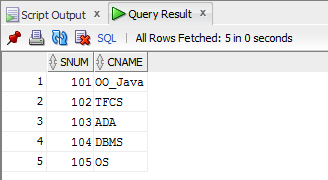 Script Output x Query Result x
SQL | All Rows Fetched: 5 in 0 seconds
SNUM CNAME
1 101 OO_Java
2 102 TFCS
3 103 ADA
4 104 DBMS
5 105 OS